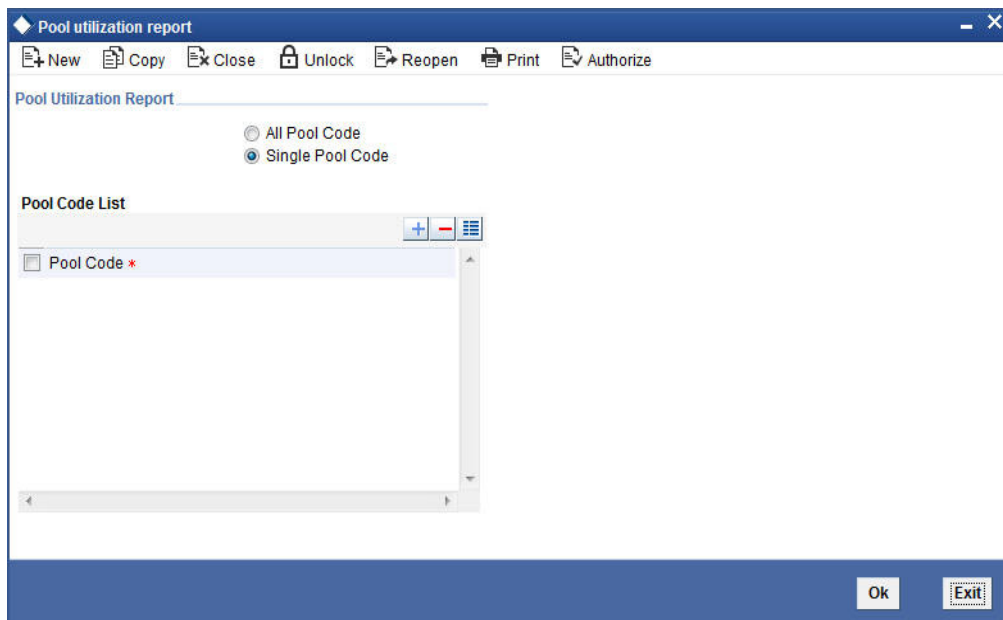 Pool utilization report
New Copy Close Unlock Reopen Print Authorize
Pool Utilization Report
All Pool Code
Single Pool Code
Pool Code List
Pool Code *
Ok Exit